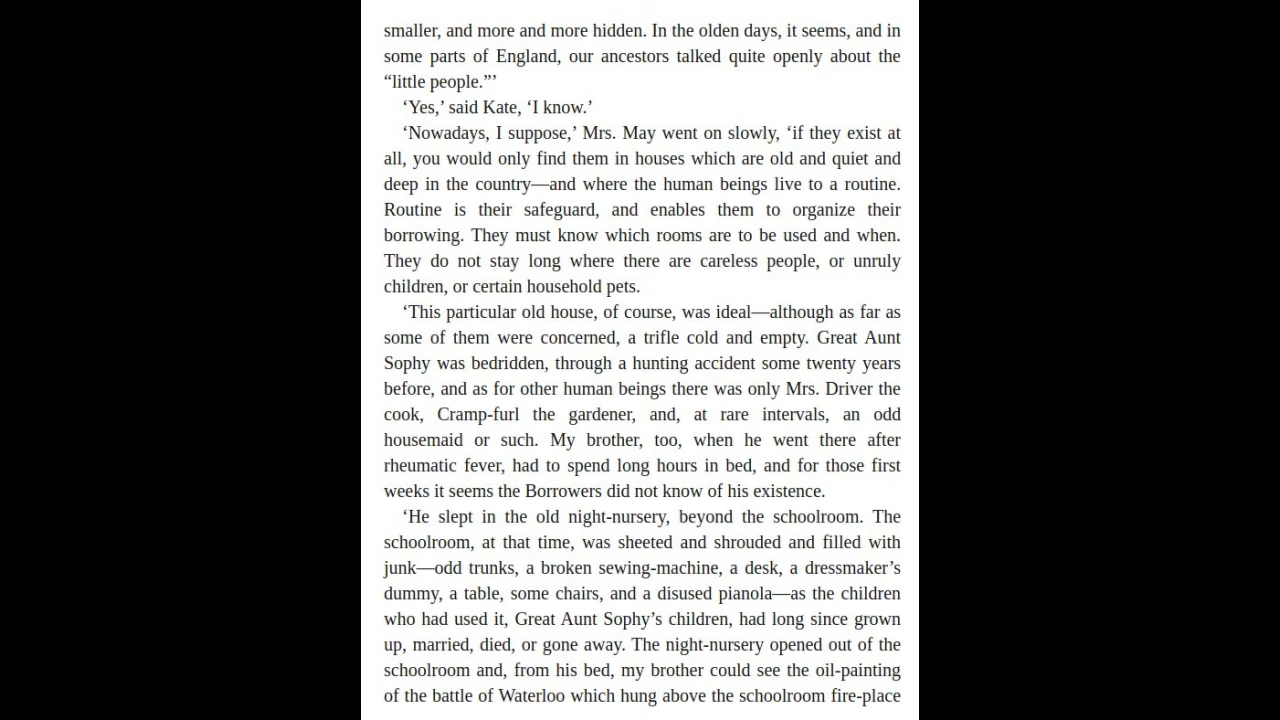 smaller, and more and more hidden. In the olden days, it seems, and in
some parts of England, our ancestors talked quite openly about the
“little people.”’
‘Yes,’ said Kate, ‘I know.’
‘Nowadays, I suppose,’ Mrs. May went on slowly, ‘if they exist at
all, you would only find them in houses which are old and quiet and
deep in the country—and where the human beings live to a routine.
Routine is their safeguard, and enables them to organize their
borrowing. They must know which rooms are to be used and when.
They do not stay long where there are careless people, or unruly
children, or certain household pets.
‘This particular old house, of course, was ideal—although as far as
some of them were concerned, a trifle cold and empty. Great Aunt
Sophy was bedridden, through a hunting accident some twenty years
before, and as for other human beings there was only Mrs. Driver the
cook, Cramp-furl the gardener, and, at rare intervals, an odd
housemaid or such. My brother, too, when he went there after
rheumatic fever, had to spend long hours in bed, and for those first
weeks it seems the Borrowers did not know of his existence.
‘He slept in the old night-nursery, beyond the schoolroom. The
schoolroom, at that time, was sheeted and shrouded and filled with
junk—odd trunks, a broken sewing-machine, a desk, a dressmaker’s
dummy, a table, some chairs, and a disused pianola—as the children
who had used it, Great Aunt Sophy’s children, had long since grown
up, married, died, or gone away. The night-nursery opened out of the
schoolroom and, from his bed, my brother could see the oil-painting
of the battle of Waterloo which hung above the schoolroom fire-place